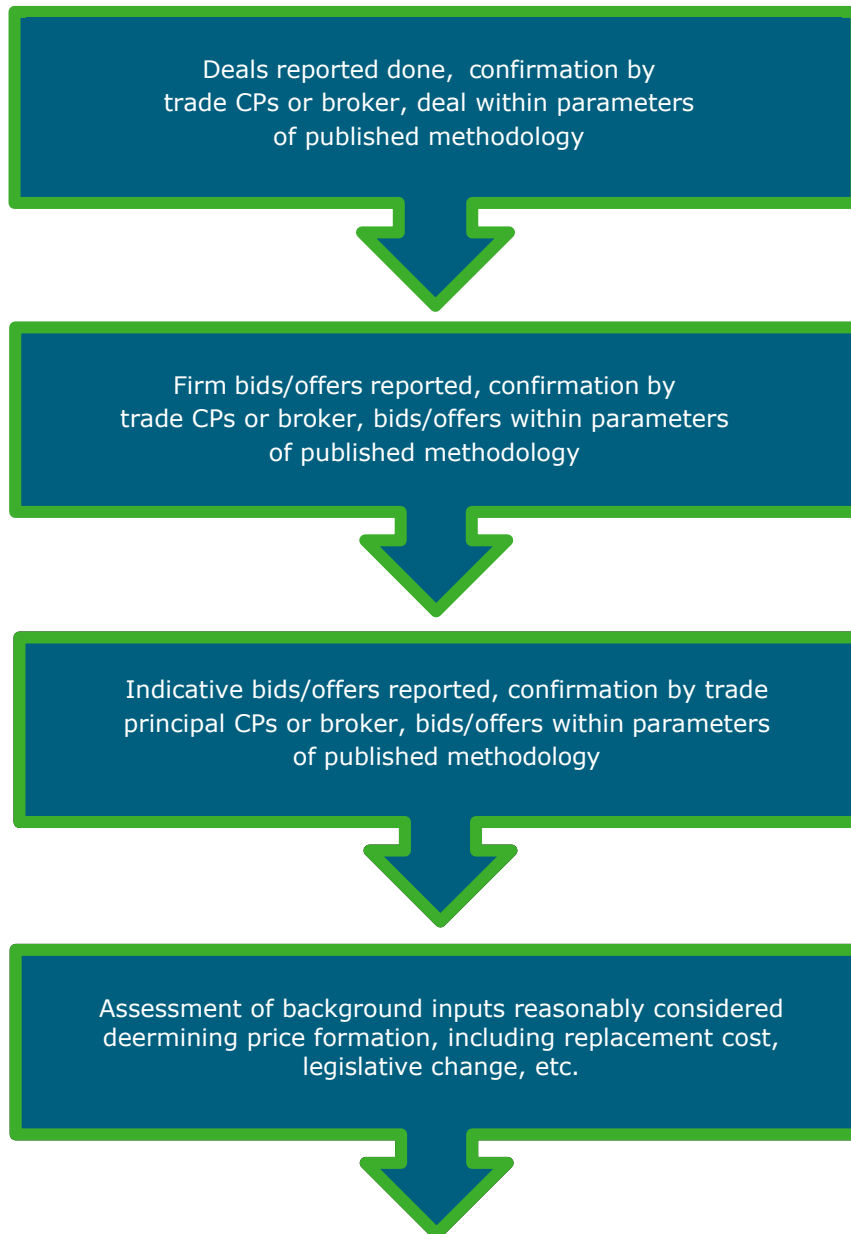 Deals reported done, confirmation by
trade CPs or broker, deal within parameters
of published methodology
Firm bids/offers reported, confirmation by
trade CPs or broker, bids/offers within parameters
of published methodology
Indicative bids/offers reported, confirmation by trade
principal CPs or broker, bids/offers within parameters
of published methodology
Assessment of background inputs reasonably considered
deermining price formation, including replacement cost,
legislative change, etc.